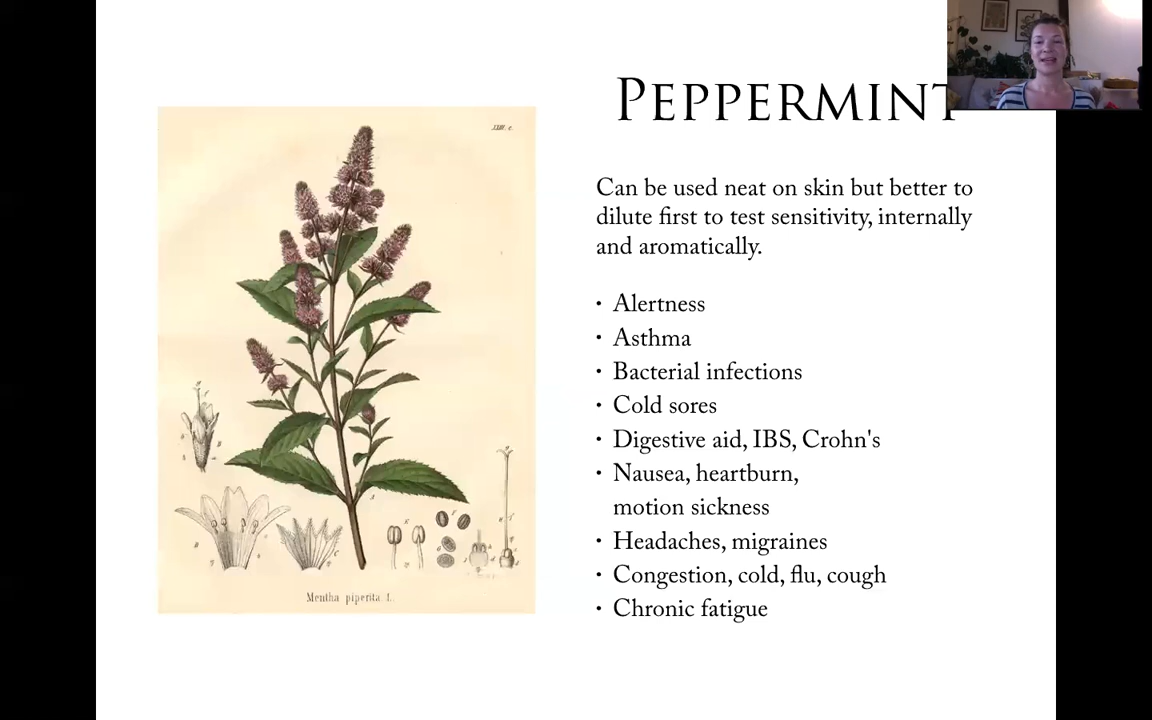 PEPPERMINT
Can be used neat on skin but better to
dilute first to test sensitivity, internally
and aromatically.
• Alertness
• Asthma
• Bacterial infections
• Cold sores
• Digestive aid, IBS, Crohn's
• Nausea, heartburn,
motion sickness
• Headaches, migraines
• Congestion, cold, flu, cough
• Chronic fatigue
Mentha piperita L.